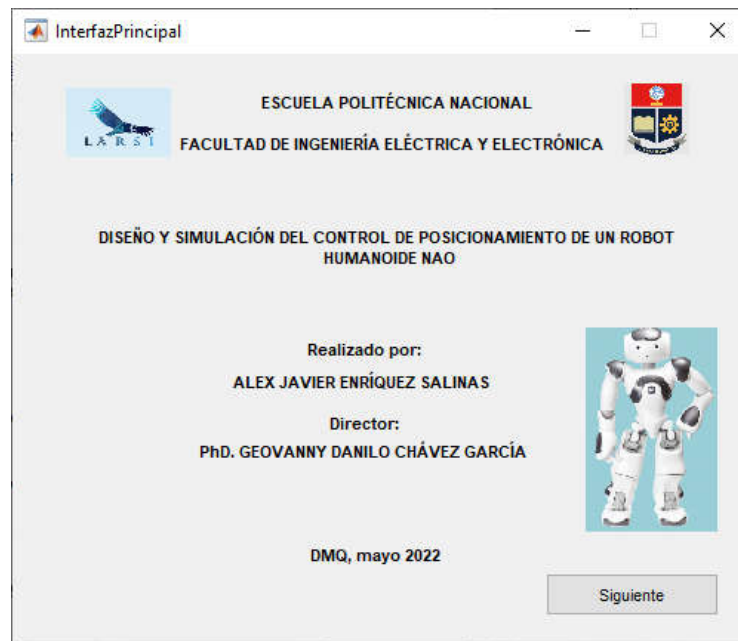 InterfazPrincipal
ESCUELA POLITÉCNICA NACIONAL
LARSI
FACULTAD DE INGENIERÍA ELÉCTRICA Y ELECTRÓNICA
DISEÑO Y SIMULACIÓN DEL CONTROL DE POSICIONAMIENTO DE UN ROBOT
HUMANOIDE NAO
Realizado por:
ALEX JAVIER ENRÍQUEZ SALINAS
Director:
PhD. GEOVANNY DANILO CHÁVEZ GARCÍA
DMQ, mayo 2022
Siguiente